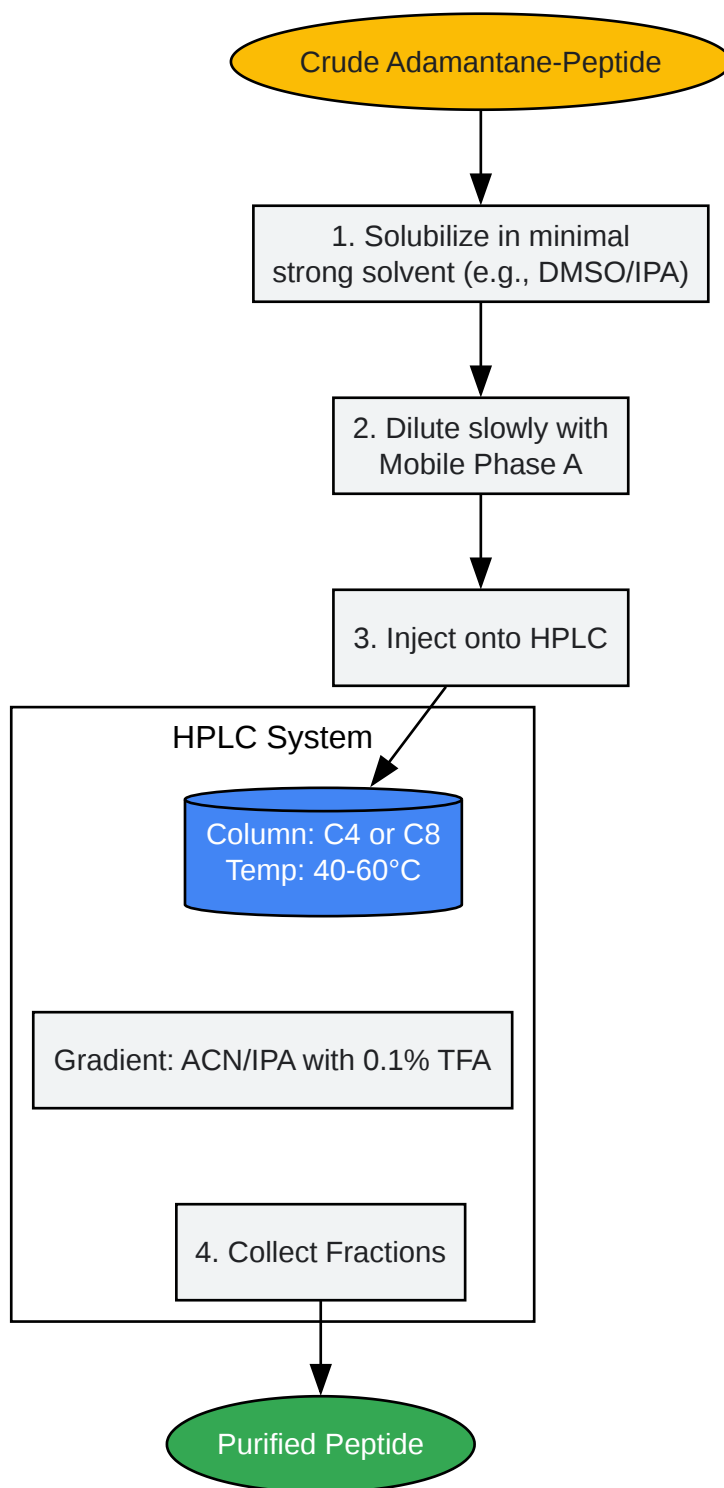 Crude Adamantane-Peptide
1. Solubilize in minimal
strong solvent (e.g., DMSO/IPA)
2. Dilute slowly with
Mobile Phase A
3. Inject onto HPLC
HPLC System
Column: C4 or C8
Temp: 40-60°C
Gradient: ACN/IPA with 0.1% TFA
4. Collect Fractions
Purified Peptide